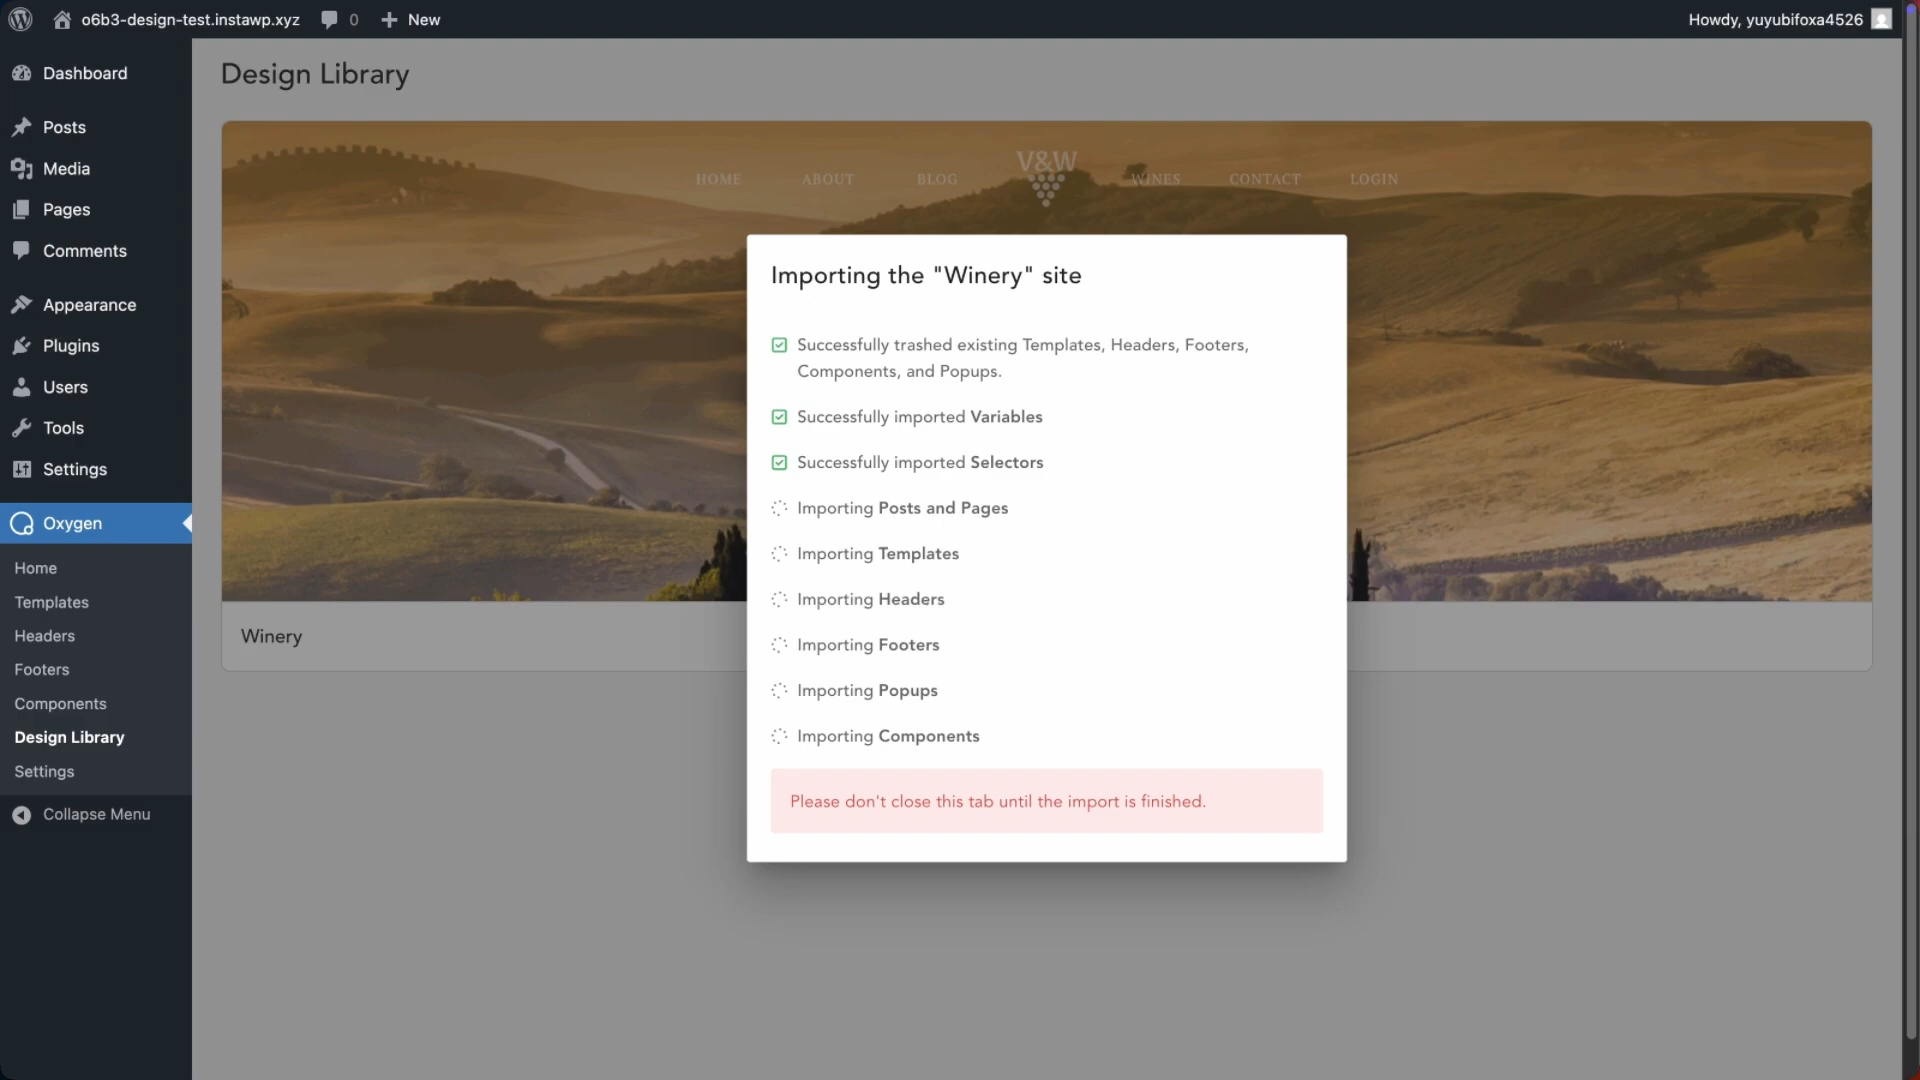 o6b3-design-test.instawp.xyz
0
New
Howdy, yuyubifoxa4526
Dashboard
Posts
Media
Pages
Comments
Appearance
Plugins
Users
Tools
Settings
Oxygen
Home
Templates
Headers
Footers
Components
Design Library
Settings
Collapse Menu
Design Library
HOME
ABOUT
BLOG
V&W
WINES
CONTACT
LOGIN
Winery
Importing the "Winery" site
Successfully trashed existing Templates, Headers, Footers,
Components, and Popups.
Successfully imported Variables
Successfully imported Selectors
Importing Posts and Pages
Importing Templates
Importing Headers
Importing Footers
Importing Popups
Importing Components
Please don't close this tab until the import is finished.